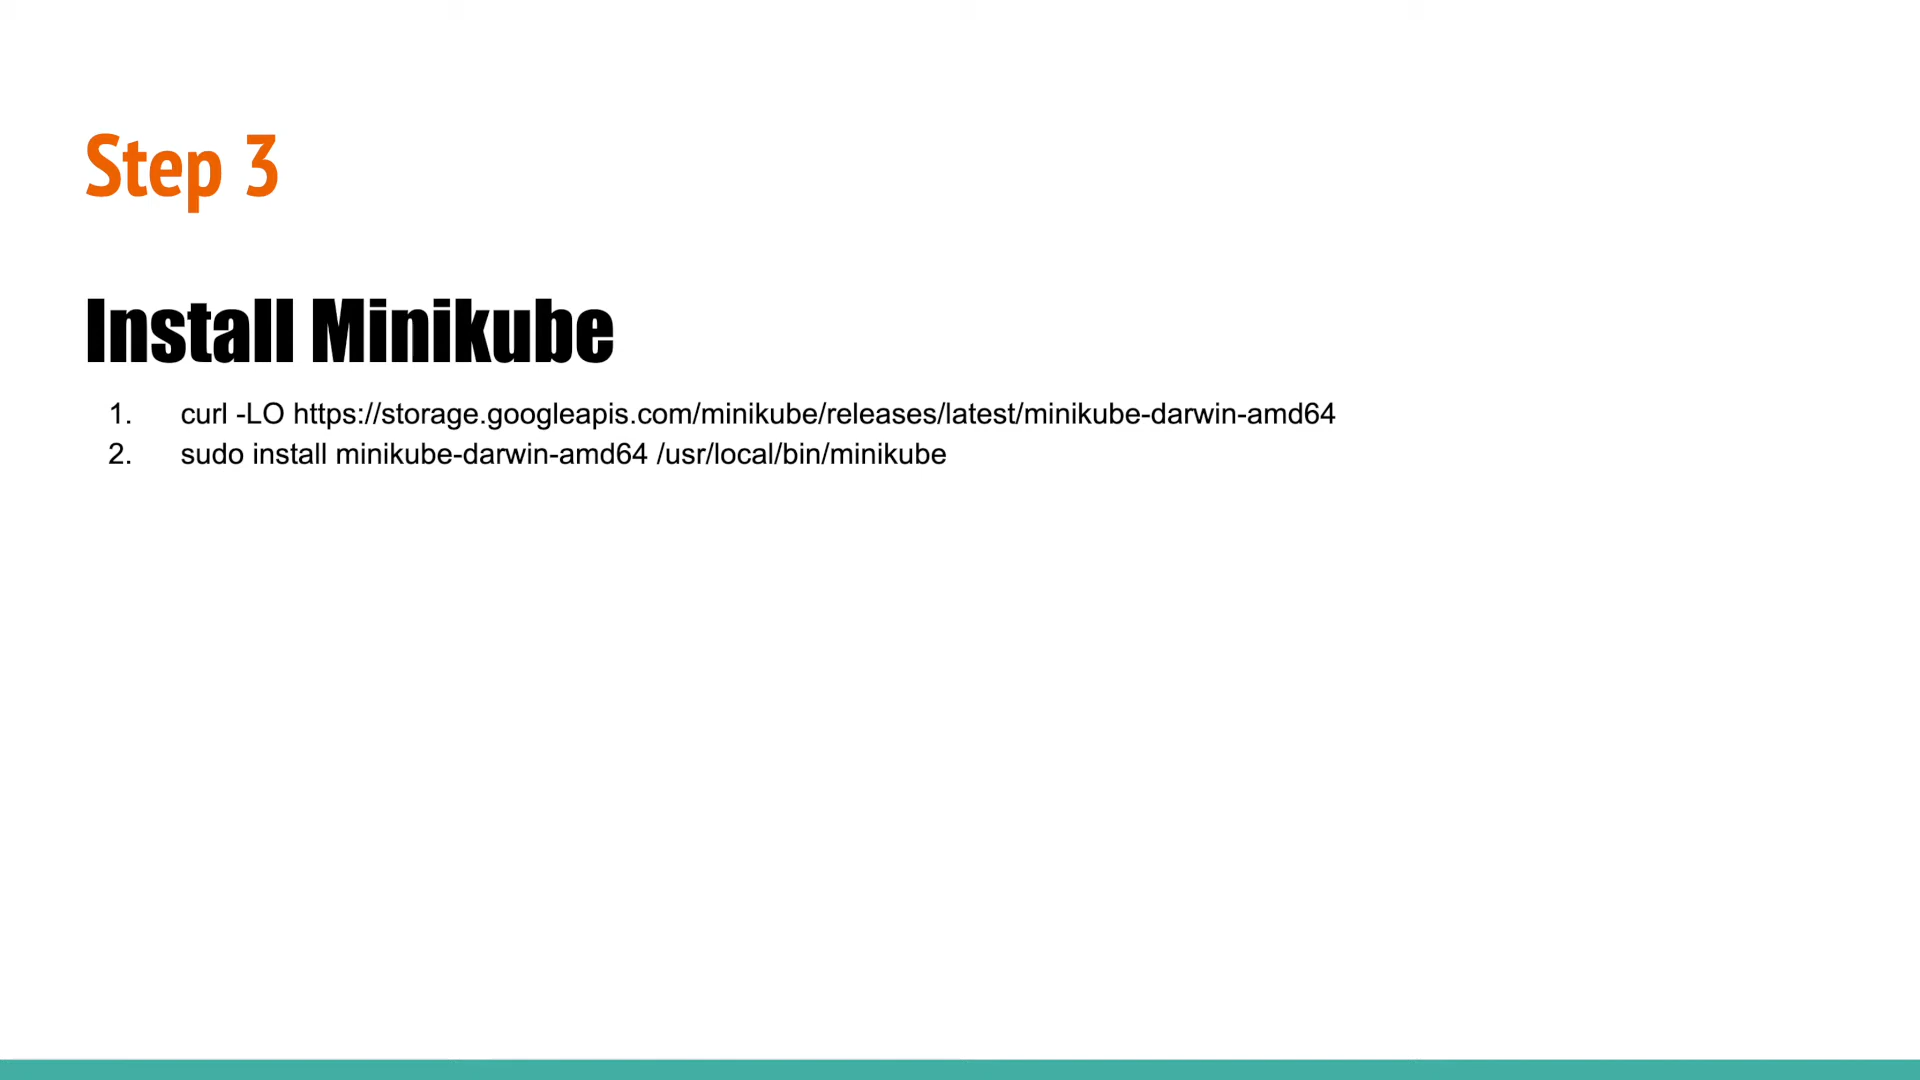 Step 3
Install Minikube
1. curl -LO https://storage.googleapis.com/minikube/releases/latest/minikube-darwin-amd64
2. sudo install minikube-darwin-amd64 /usr/local/bin/minikube